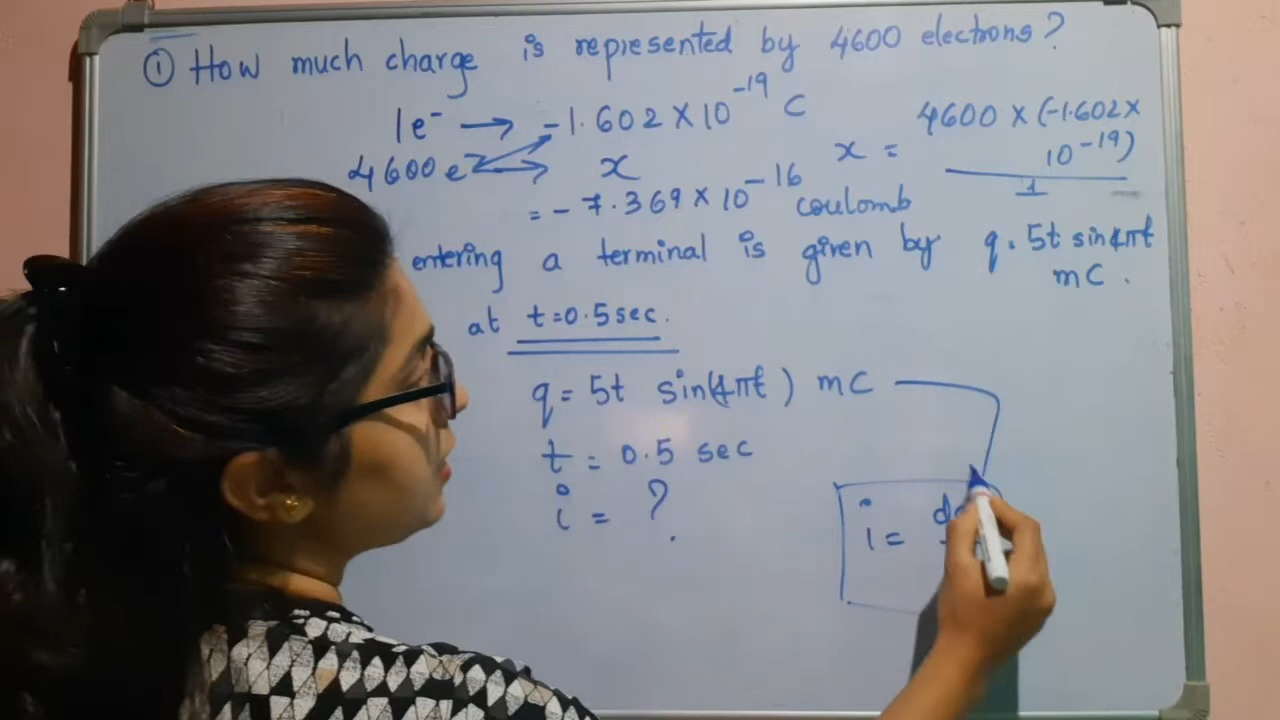 ① How much charge is represented by 4600 electrons?
1e⁻ → -1.602 × 10⁻¹⁹ C
4600 e⁻ → x
x = 4600 × (-1.602 × 10⁻¹⁹) / 1
= -7.369 × 10⁻¹⁶ coulomb
entering a terminal is given by q = 5t sin4πt
mC.
at t=0.5sec.
q = 5t sin(4πt) mC
t = 0.5 sec
i = ?
i =